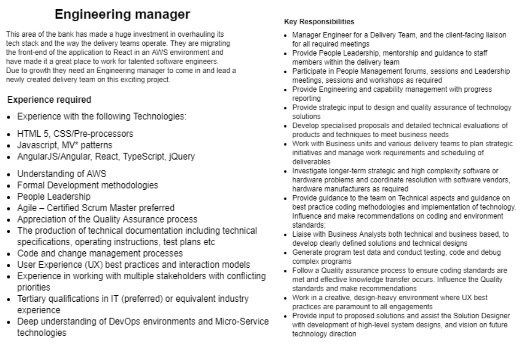 Engineering manager
This area of the bank has made a huge investment in overhauling its
tech stack and the way the delivery teams operate. They are migrating
the front-end of the application to React in an AWS environment and
have made it a great place to work for talented software engineers.
Due to growth they need an Engineering manager to come in and lead a
newly created delivery team on this exciting project.
Experience required
• Experience with the following Technologies:
• HTML 5, CSS/Pre-processors
• Javascript, MV* patterns
• AngularJS/Angular, React, TypeScript, jQuery
• Understanding of AWS
• Formal Development methodologies
• People Leadership
• Agile – Certified Scrum Master preferred
• Appreciation of the Quality Assurance process
• The production of technical documentation including technical
specifications, operating instructions, test plans etc
• Code and change management processes
• User Experience (UX) best practices and interaction models
• Experience in working with multiple stakeholders with conflicting
priorities
• Tertiary qualifications in IT (preferred) or equivalent industry
experience
• Deep understanding of DevOps environments and Micro-Service
technologies
Key Responsibilities
• Manager Engineer for a Delivery Team, and the client-facing liaison
for all required meetings
• Provide People Leadership, mentorship and guidance to staff
members within the delivery team
• Participate in People Management forums, sessions and Leadership
meetings, sessions and workshops as required
• Provide Engineering and capability management with progress
reporting
• Provide strategic input to design and quality assurance of technology
solutions
• Develop specialised proposals and detailed technical evaluations of
products and techniques to meet business needs
• Work with Business units and various delivery teams to plan strategic
initiatives and manage work requirements and scheduling of
deliverables
• Investigate longer-term strategic and high complexity software or
hardware problems and coordinate resolution with software vendors,
hardware manufacturers as required
• Provide guidance to the team on Technical aspects and guidance on
best practice coding methodologies and implementation of technology.
Influence and make recommendations on coding and environment
standards;
• Liaise with Business Analysts both technical and business based, to
develop clearly defined solutions and technical designs
• Generate program test data and conduct testing, code and debug
complex programs
• Follow a Quality assurance process to ensure coding standards are
met and effective knowledge transfer occurs. Influence the Quality
Standards and make recommendations
• Work in a creative, design-heavy environment where UX best
practices are paramount to all engagements
• Provide input to proposed solutions and assist the Solution Designer
with development of high-level system designs, and vision on future
technology direction